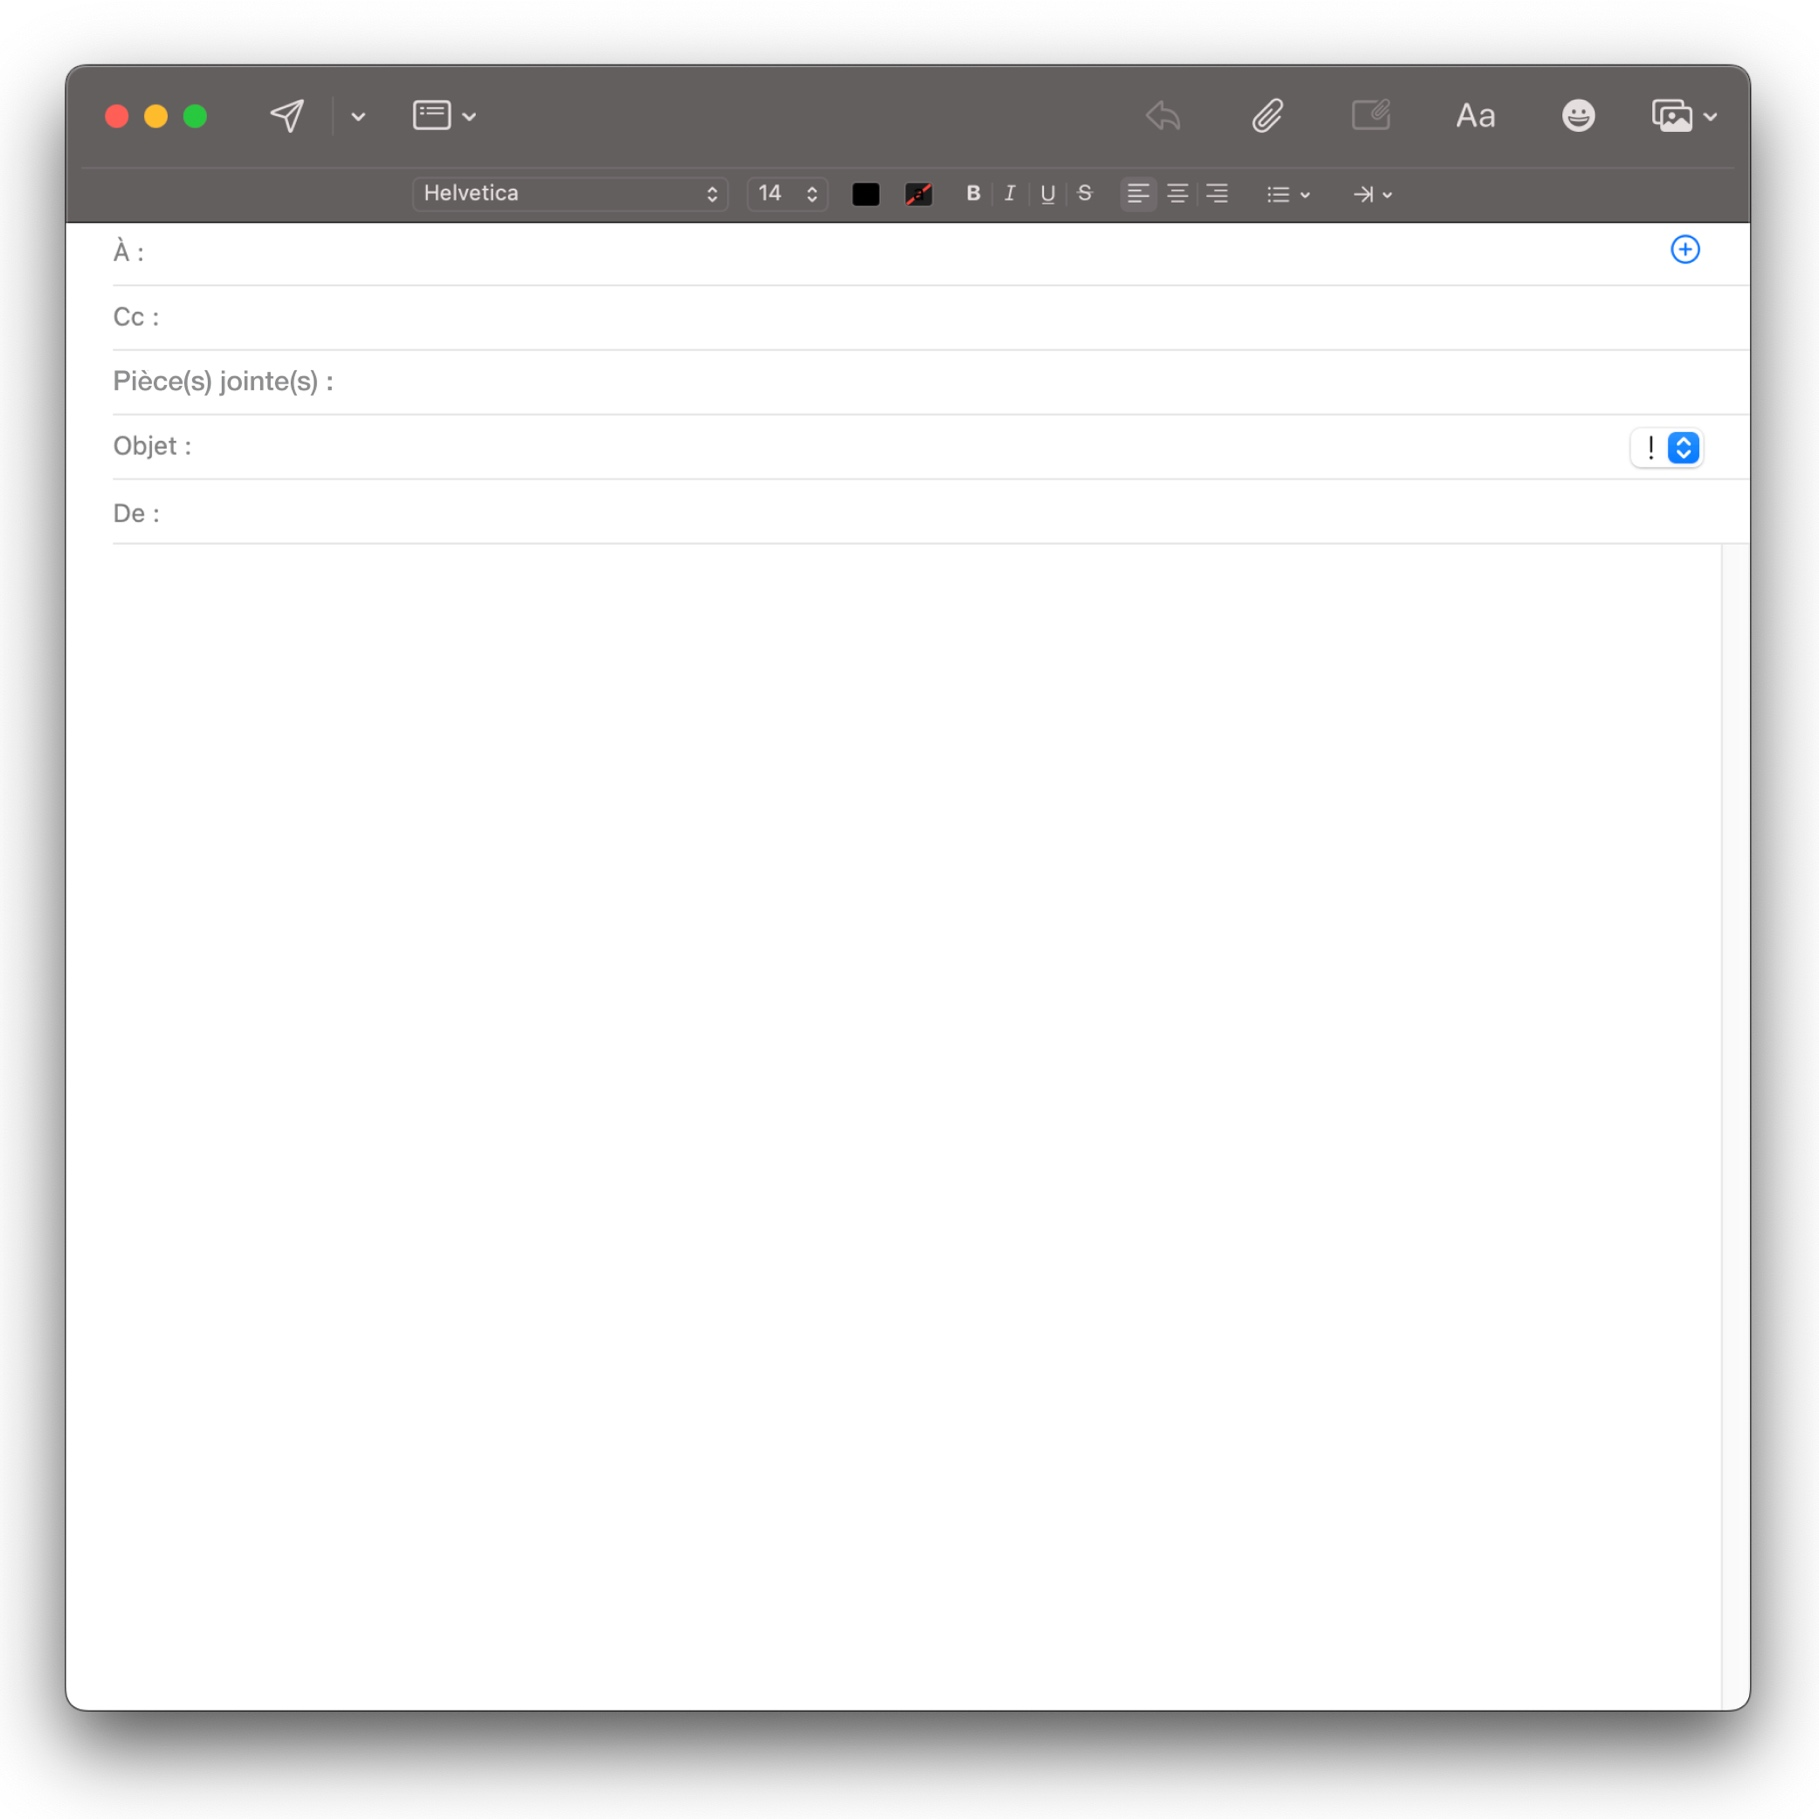 Aa
Helvetica 14 a B I U S
À :
Cc :
Pièce(s) jointe(s) :
Objet : !
De :